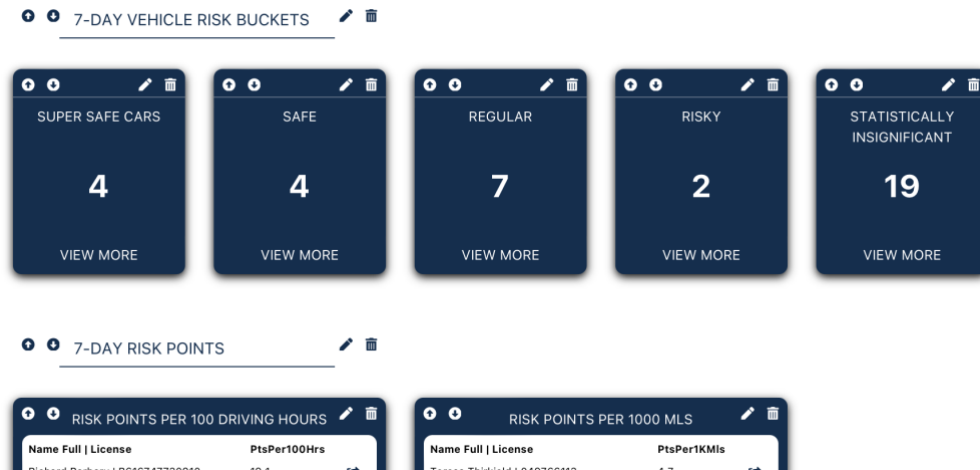 7-DAY VEHICLE RISK BUCKETS
SUPER SAFE CARS
4
VIEW MORE
SAFE
4
VIEW MORE
REGULAR
7
VIEW MORE
RISKY
2
VIEW MORE
STATISTICALLY
INSIGNIFICANT
19
VIEW MORE
7-DAY RISK POINTS
RISK POINTS PER 100 DRIVING HOURS
Name Full | License PtsPer100Hrs
RISK POINTS PER 1000 MLS
Name Full | License PtsPer1KMls